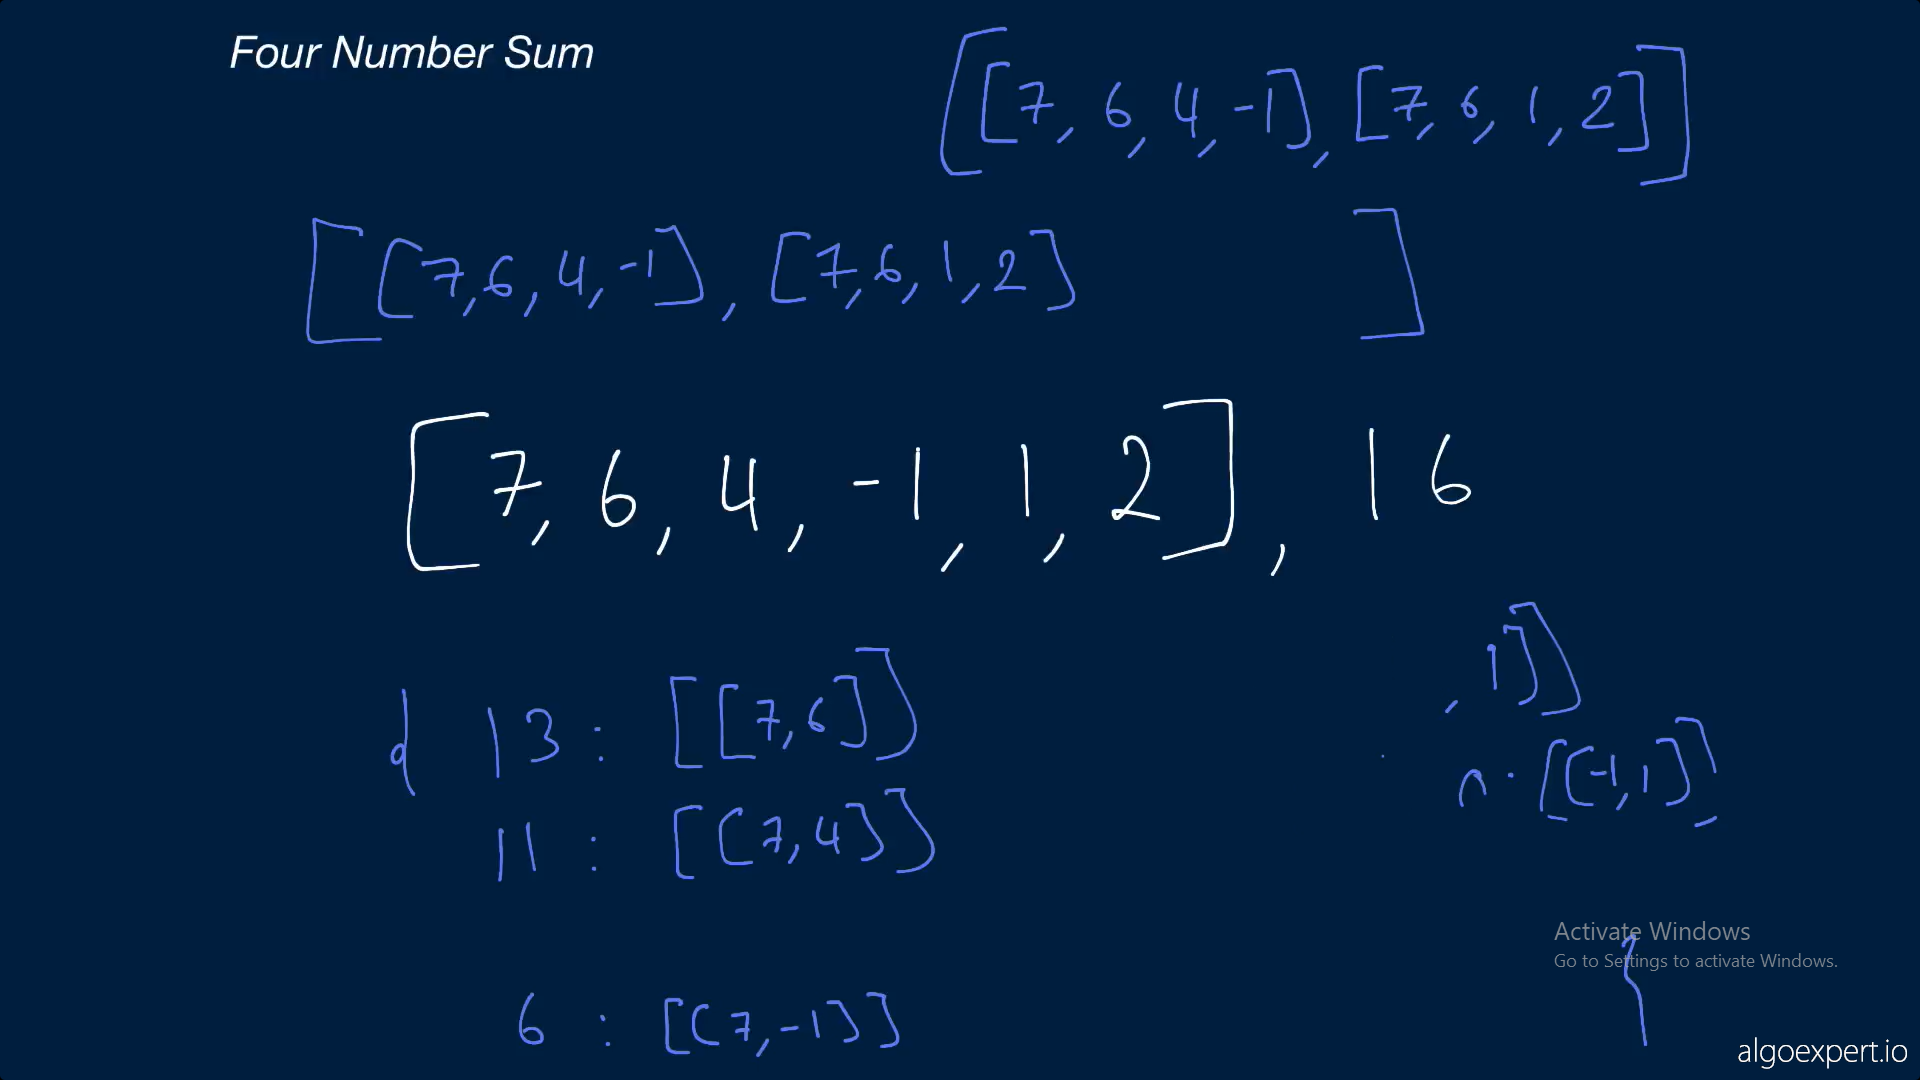 Four Number Sum
[[7, 6, 4, -1], [7, 6, 1, 2]]
[[7, 6, 4, -1], [7, 6, 1, 2] ]
[7, 6, 4, -1, 1, 2], 16
, 1]]
{ 13 : [[7, 6]]
[[-1, 1]]
11 : [[7, 4]]
Activate Windows
Go to Settings to activate Windows.
6 : [[7, -1]] }
algoexpert.io